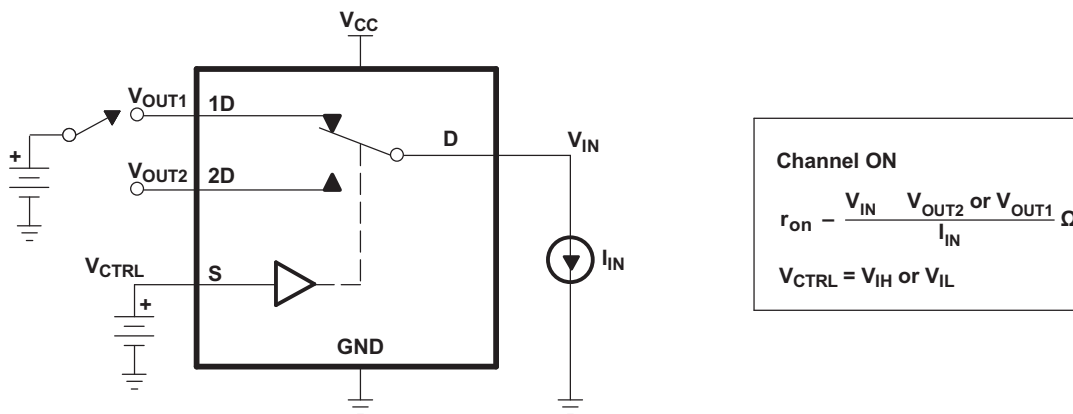 VCC
VOUT1 1D
D VIN
+
VOUT2 2D
IIN
VCTRL S
+
GND
Channel ON
ron – VIN VOUT2 or VOUT1 / IIN Ω
VCTRL = VIH or VIL